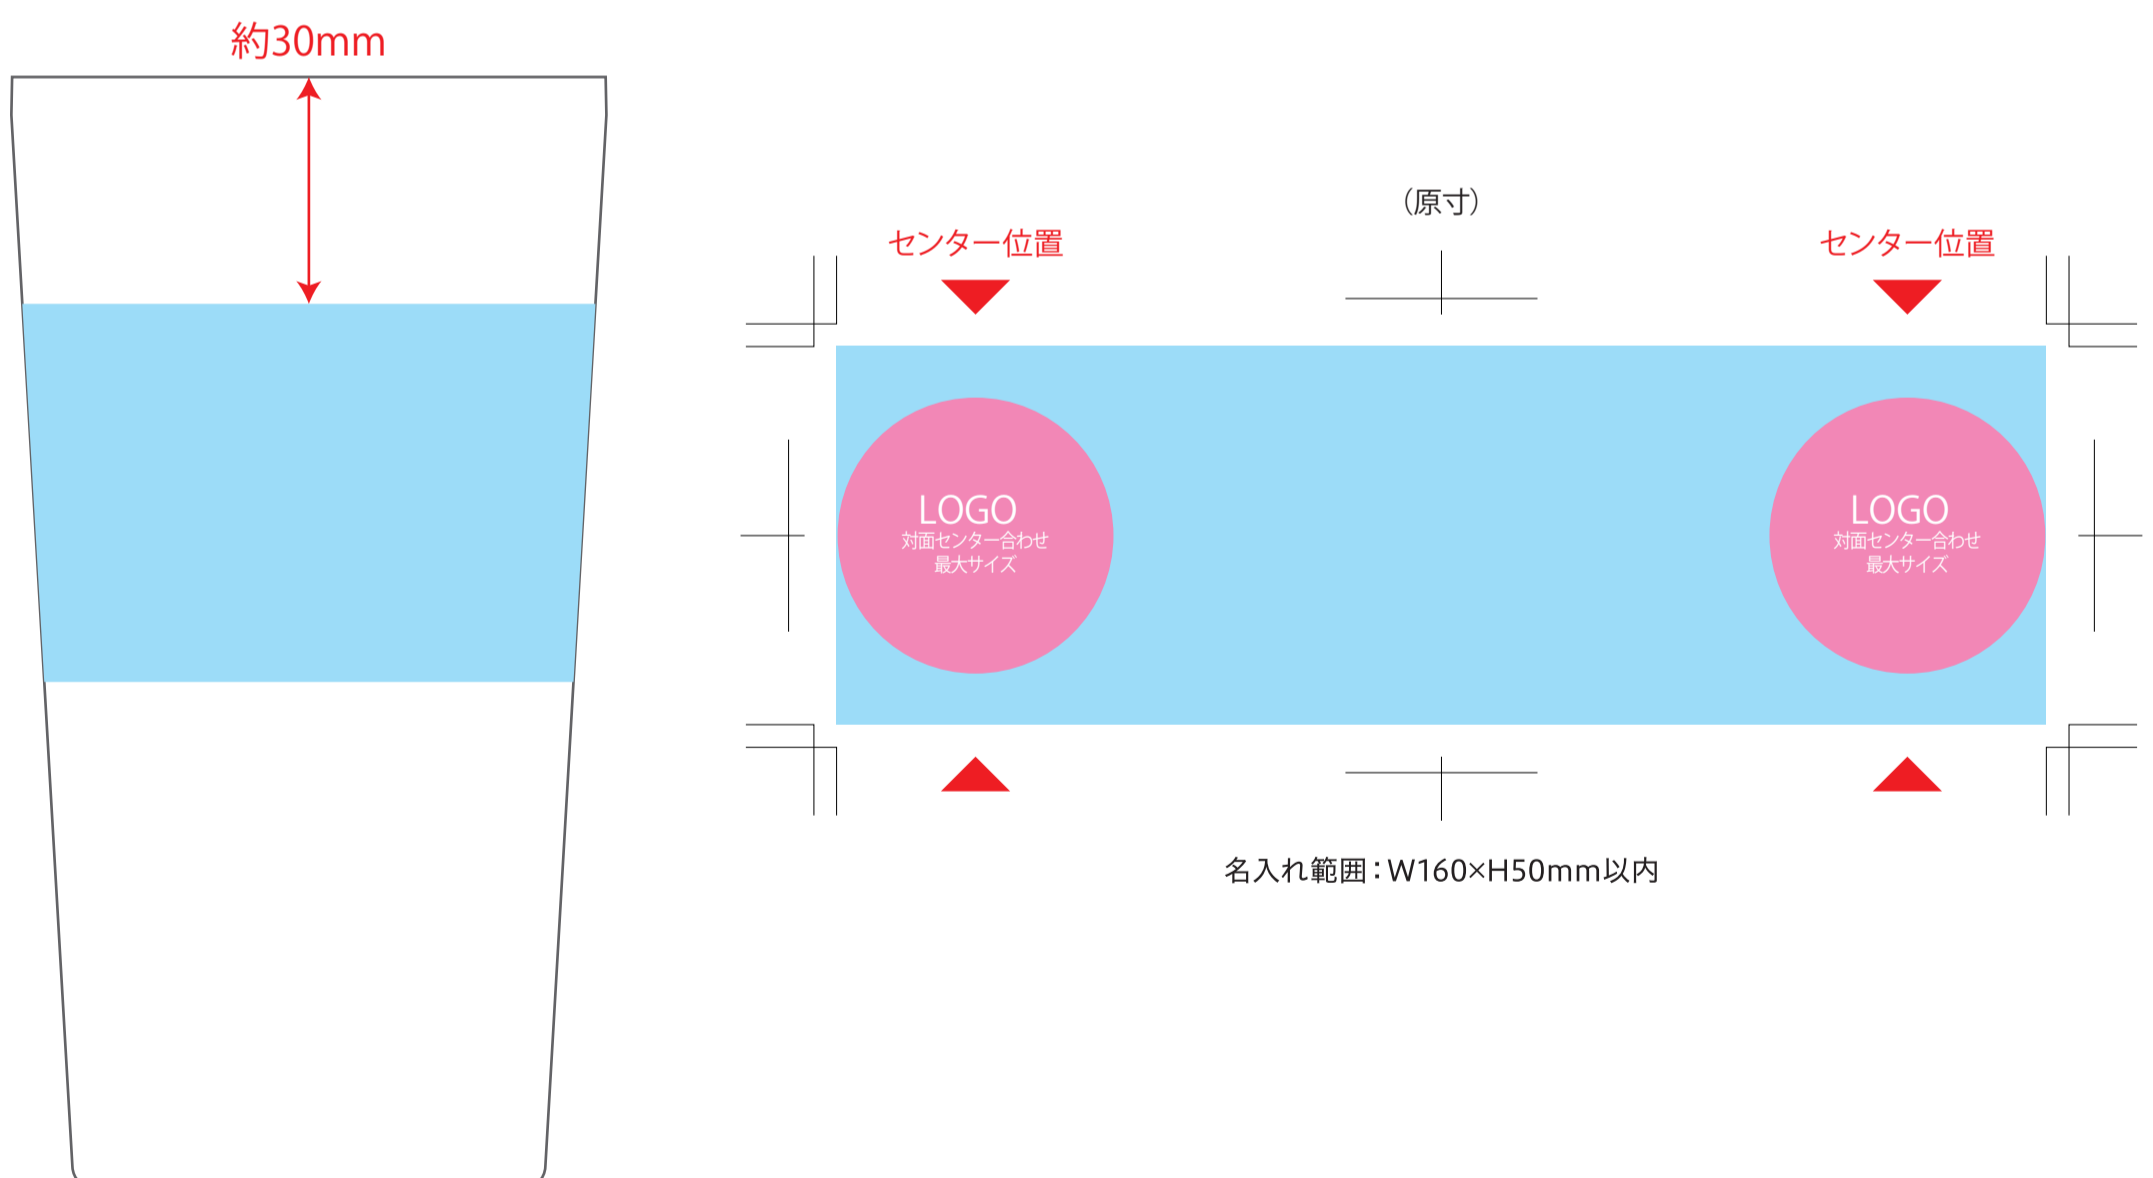 約30mm
（原寸）
センター位置
センター位置
LOGO
対面センター合わせ
最大サイズ
LOGO
対面センター合わせ
最大サイズ
名入れ範囲：W160×H50mm以内